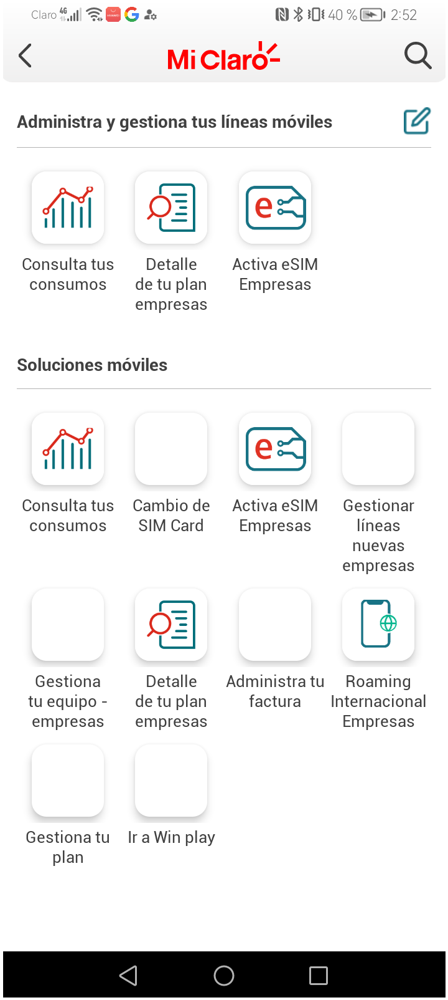 Claro 4G 40 % 2:52
Mi Claro
Administra y gestiona tus líneas móviles
Consulta tus
consumos
Detalle
de tu plan
empresas
e
Activa eSIM
Empresas
Soluciones móviles
Consulta tus
consumos
Cambio de
SIM Card
e
Activa eSIM
Empresas
Gestionar
líneas
nuevas
empresas
Gestiona
tu equipo -
empresas
Detalle
de tu plan
empresas
Administra tu
factura
Roaming
Internacional
Empresas
Gestiona tu
plan
Ir a Win play